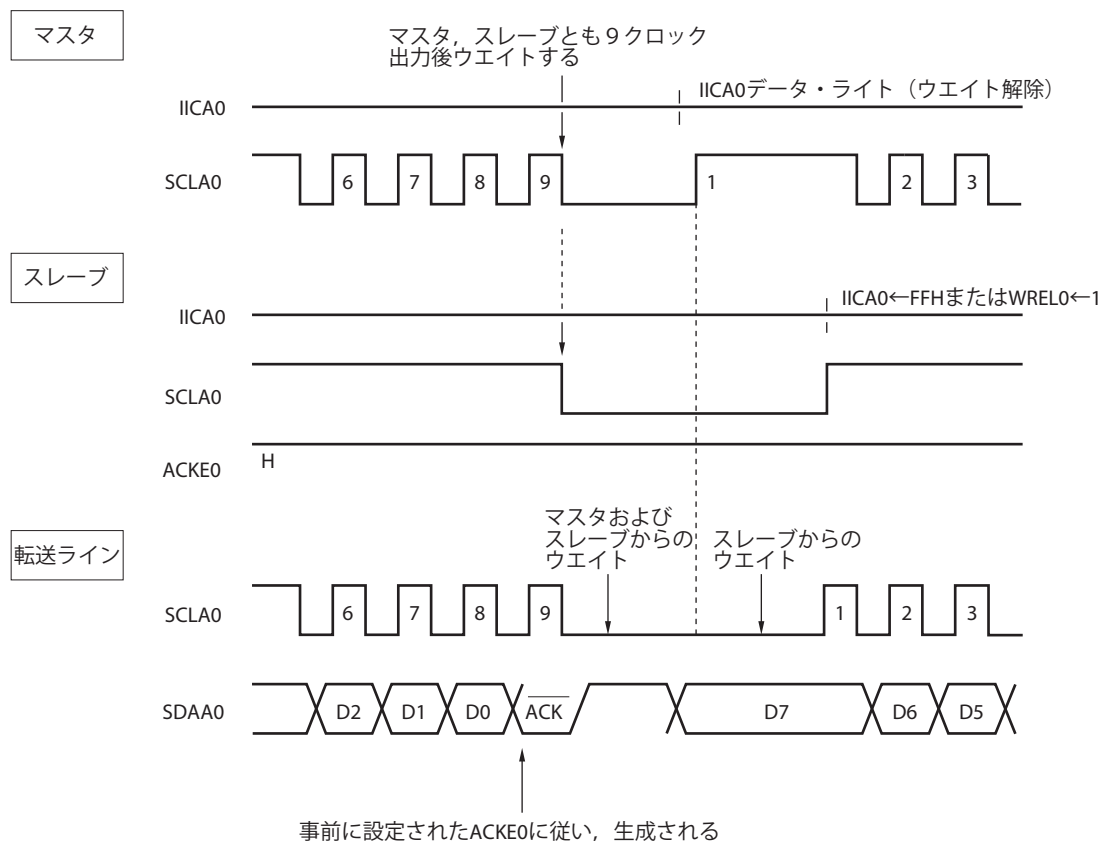 マスタ
マスタ，スレーブとも９クロック
出力後ウエイトする
IICA0データ・ライト（ウエイト解除）
IICA0
SCLA0
6 7 8 9 1 2 3
スレーブ
IICA0←FFHまたはWREL0←1
IICA0
SCLA0
ACKE0
H
転送ライン
マスタおよび
スレーブからの
ウエイト
スレーブからの
ウエイト
SCLA0
6 7 8 9 1 2 3
SDAA0
D2 D1 D0 ACK D7 D6 D5
事前に設定されたACKE0に従い，生成される